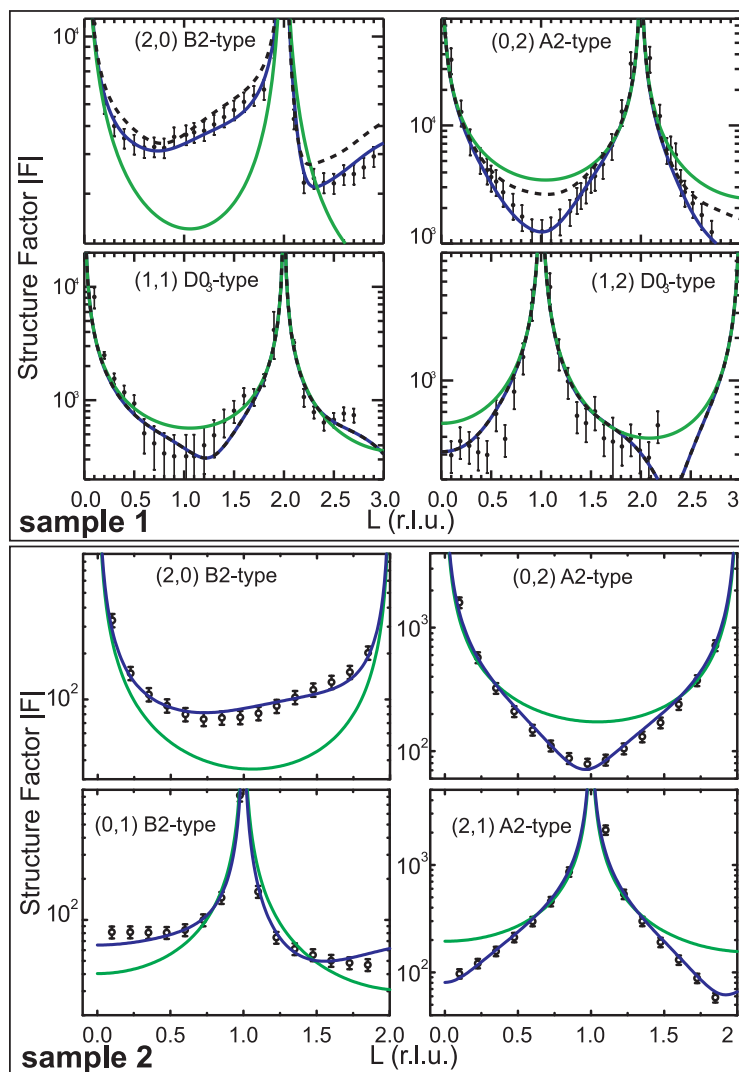 (2,0) B2-type
(0,2) A2-type
10⁴
10⁴
10³
(1,1) D0₃-type
(1,2) D0₃-type
10⁴
10³
10³
Structure Factor |F|
0.0 0.5 1.0 1.5 2.0 2.5 3.0
0.0 0.5 1.0 1.5 2.0 2.5 3.
sample 1
L (r.l.u.)
(2,0) B2-type
(0,2) A2-type
10²
10³
10²
(0,1) B2-type
(2,1) A2-type
10²
10³
10²
Structure Factor |F|
0.0 0.5 1.0 1.5 2.0
0.0 0.5 1.0 1.5 2
sample 2
L (r.l.u.)